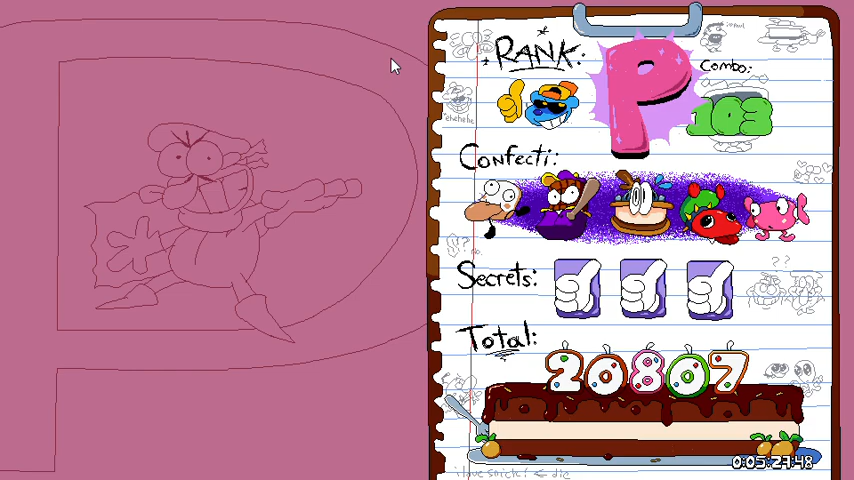 RANK:
P
Combo:
103
Confecti:
Secrets:
Total:
20807
0:05:27:48